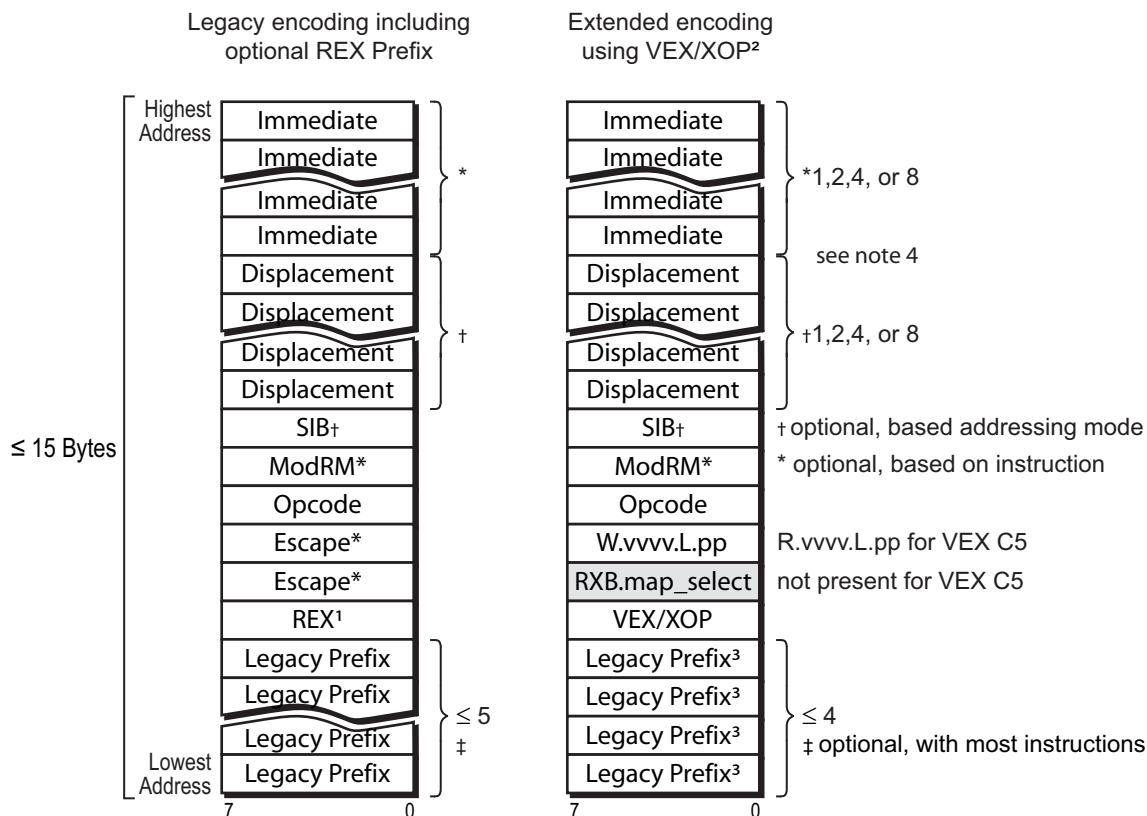 Legacy encoding including
optional REX Prefix
Extended encoding
using VEX/XOP²
Highest
Address
≤ 15 Bytes
Lowest
Address
Immediate
Immediate
Immediate
Immediate
*
Displacement
Displacement
Displacement
Displacement
†
SIB†
ModRM*
Opcode
Escape*
Escape*
REX¹
Legacy Prefix
Legacy Prefix
Legacy Prefix
Legacy Prefix
≤ 5
‡
7 0
Immediate
Immediate
Immediate
Immediate
*1,2,4, or 8
see note 4
Displacement
Displacement
Displacement
Displacement
†1,2,4, or 8
SIB†
† optional, based addressing mode
ModRM*
* optional, based on instruction
Opcode
W.vvvv.L.pp
R.vvvv.L.pp for VEX C5
RXB.map_select
not present for VEX C5
VEX/XOP
Legacy Prefix³
Legacy Prefix³
Legacy Prefix³
Legacy Prefix³
≤ 4
‡ optional, with most instructions
7 0